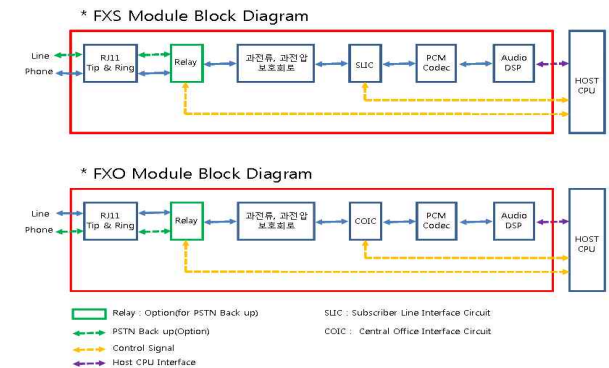 * FXS Module Block Diagram
Line
Phone
RJ11
Tip & Ring
Relay
과전류, 과전압
보호회로
SLIC
PCM
Codec
Audio
DSP
HOST
CPU
* FXO Module Block Diagram
Line
Phone
RJ11
Tip & Ring
Relay
과전류, 과전압
보호회로
COIC
PCM
Codec
Audio
DSP
HOST
CPU
Relay : Option(for PSTN Back up)
SLIC : Subscriber Line Interface Circuit
PSTN Back up(Option)
COIC : Central Office Interface Circuit
Control Signal
Host CPU Interface